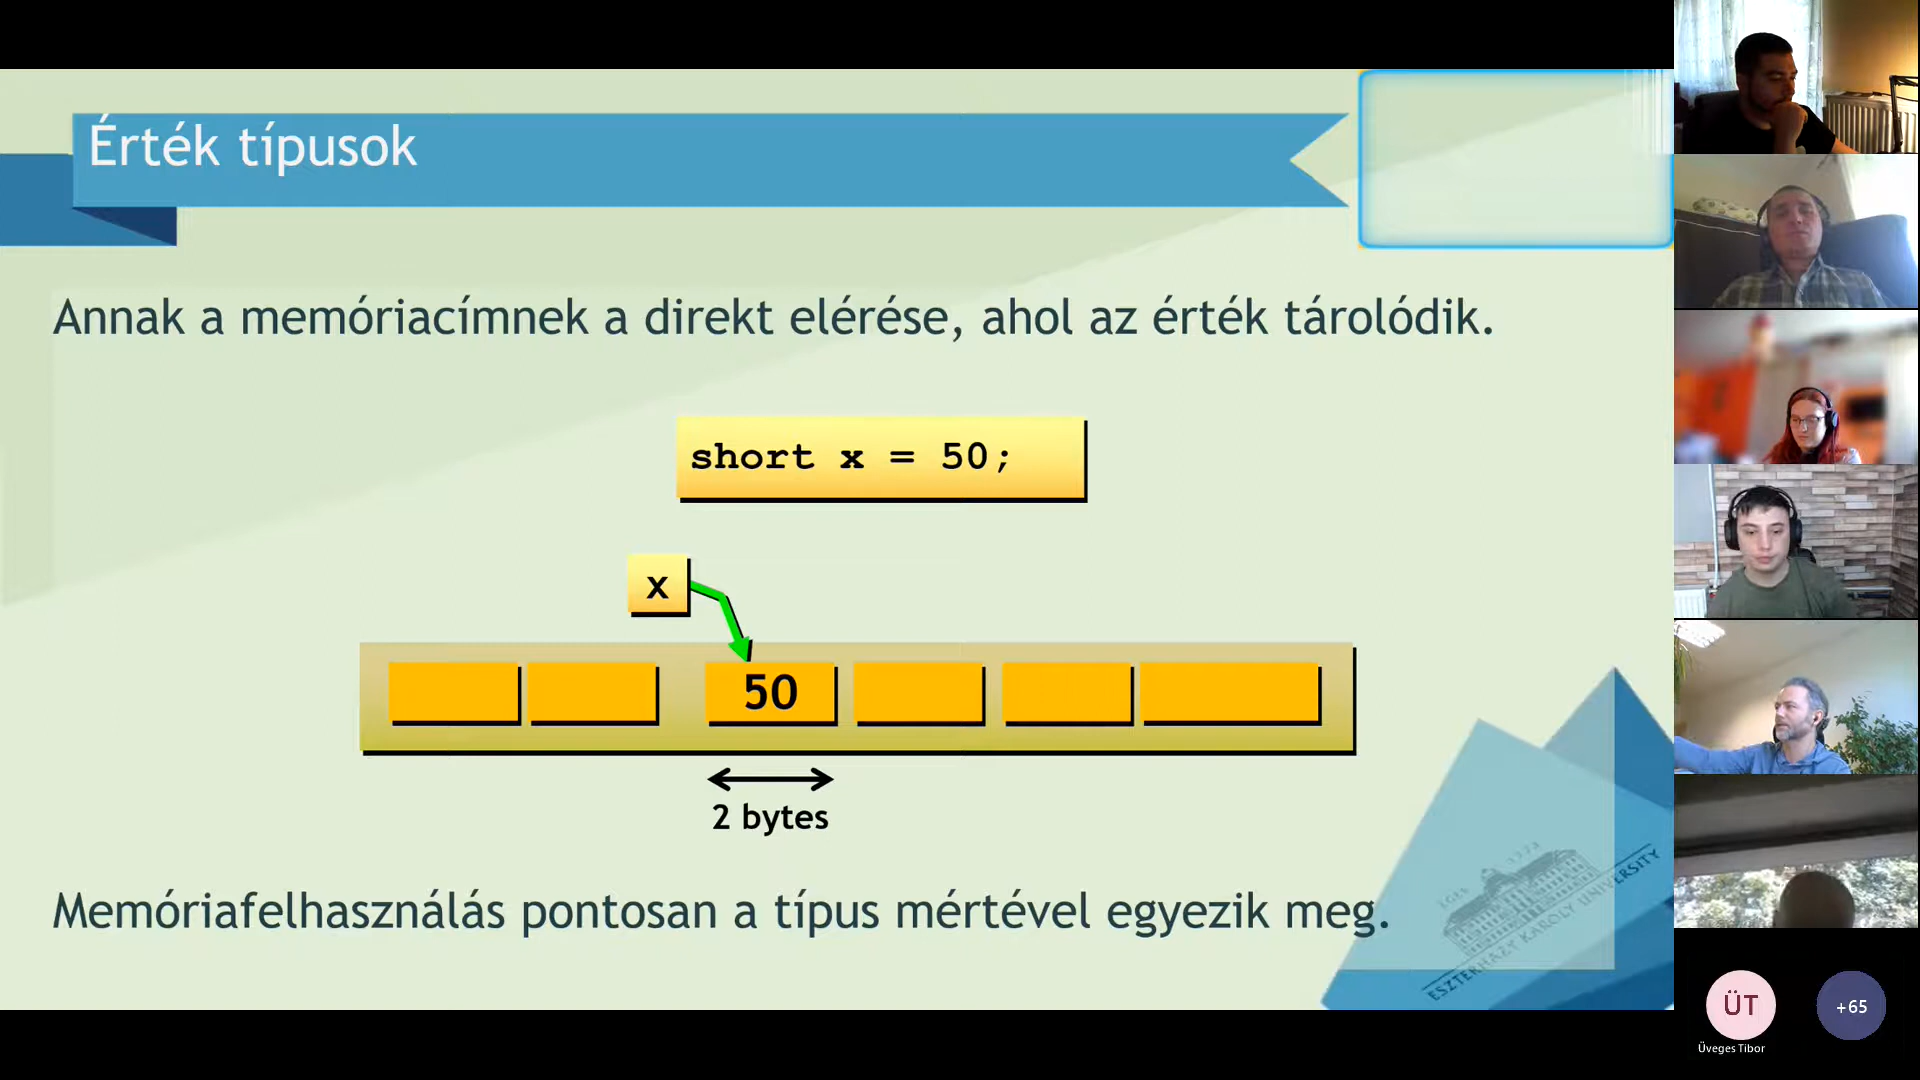 Érték típusok
Annak a memóriacímnek a direkt elérése, ahol az érték tárolódik.
short x = 50;
x
50
2 bytes
Memóriafelhasználás pontosan a típus mértével egyezik meg.
ESZTERHÁZY KÁROLY UNIVERSITY
ÜT
+65
Üveges Tibor